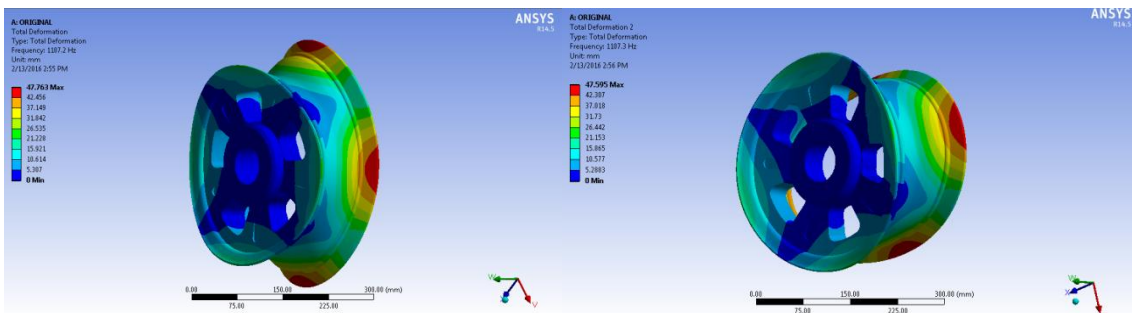 A: ORIGINAL
Total Deformation
Type: Total Deformation
Frequency: 1107.2 Hz
Unit: mm
2/13/2016 2:55 PM
47.763 Max
42.456
37.149
31.842
26.535
21.228
15.921
10.614
5.307
0 Min
ANSYS
R14.5
0.00
150.00
300.00 (mm)
75.00
225.00
A: ORIGINAL
Total Deformation 2
Type: Total Deformation
Frequency: 1107.3 Hz
Unit: mm
2/13/2016 2:56 PM
47.595 Max
42.307
37.018
31.73
26.442
21.153
15.865
10.577
5.2883
0 Min
ANSYS
R14.5
0.00
150.00
300.00 (mm)
75.00
225.00